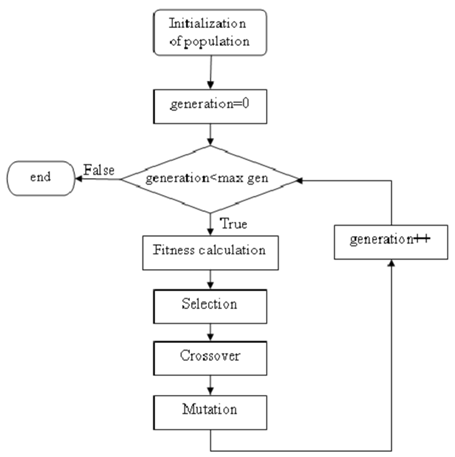 Initialization
of population
generation=0
generation<max gen
False
end
True
Fitness calculation
generation++
Selection
Crossover
Mutation